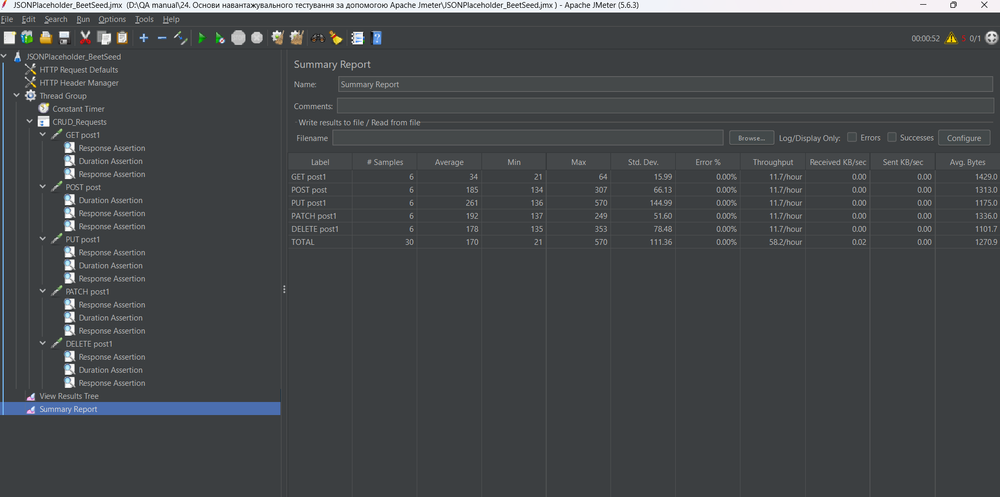 JSONPlaceholder_BeetSeed.jmx (D:\QA manual\24. Основи навантажувального тестування за допомогою Apache Jmeter\JSONPlaceholder_BeetSeed.jmx ) - Apache JMeter (5.6.3)
File Edit Search Run Options Tools Help
STOP 00:00:52 5 0/1
JSONPlaceholder_BeetSeed
HTTP Request Defaults
HTTP Header Manager
Thread Group
Constant Timer
CRUD_Requests
GET post1
Response Assertion
Duration Assertion
Response Assertion
POST post
Duration Assertion
Response Assertion
Response Assertion
PUT post1
Response Assertion
Duration Assertion
Response Assertion
PATCH post1
Response Assertion
Duration Assertion
Response Assertion
DELETE post1
Response Assertion
Duration Assertion
Response Assertion
View Results Tree
Summary Report
Summary Report
Name: Summary Report
Comments:
Write results to file / Read from file
Filename Browse... Log/Display Only: Errors Successes Configure
Label # Samples Average Min Max Std. Dev. Error % Throughput Received KB/sec Sent KB/sec Avg. Bytes
GET post1 6 34 21 64 15.99 0.00% 11.7/hour 0.00 0.00 1429.0
POST post 6 185 134 307 66.13 0.00% 11.7/hour 0.00 0.00 1313.0
PUT post1 6 261 136 570 144.99 0.00% 11.7/hour 0.00 0.00 1175.0
PATCH post1 6 192 137 249 51.60 0.00% 11.7/hour 0.00 0.00 1336.0
DELETE post1 6 178 135 353 78.48 0.00% 11.7/hour 0.00 0.00 1101.7
TOTAL 30 170 21 570 111.36 0.00% 58.2/hour 0.02 0.00 1270.9